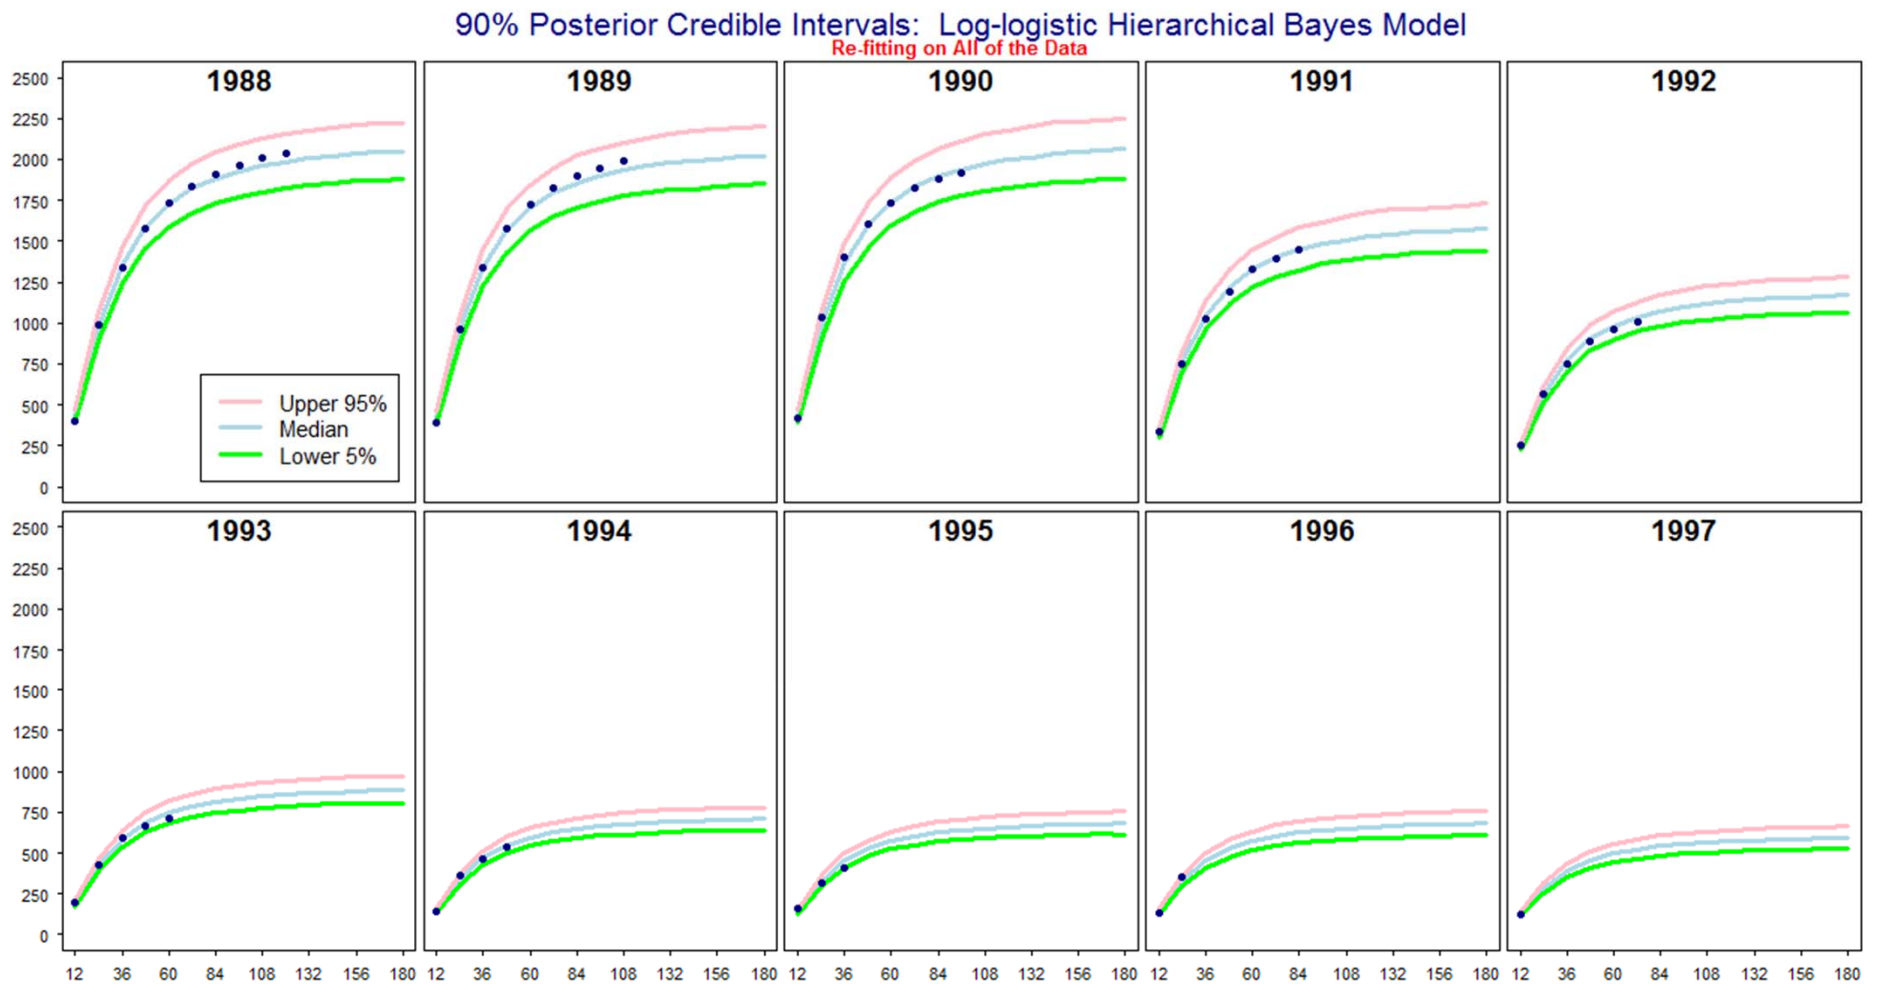 90% Posterior Credible Intervals:  Log-logistic Hierarchical Bayes Model
Re-fitting on All of the Data
1988 1989 1990 1991 1992
2500
2250
2000
1750
1500
1250
1000
750
500
250
0
Upper 95%
Median
Lower 5%
1993 1994 1995 1996 1997
2500
2250
2000
1750
1500
1250
1000
750
500
250
0
12 36 60 84 108 132 156 180 12 36 60 84 108 132 156 180 12 36 60 84 108 132 156 180 12 36 60 84 108 132 156 180 12 36 60 84 108 132 156 180